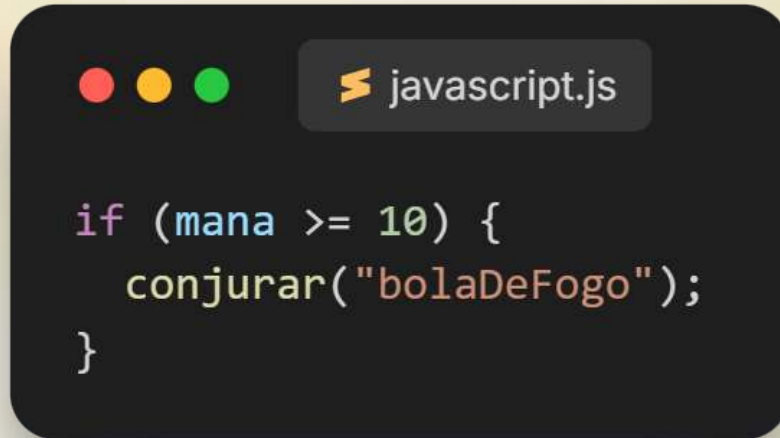 javascript.js
if (mana >= 10) {
  conjurar("bolaDeFogo");
}